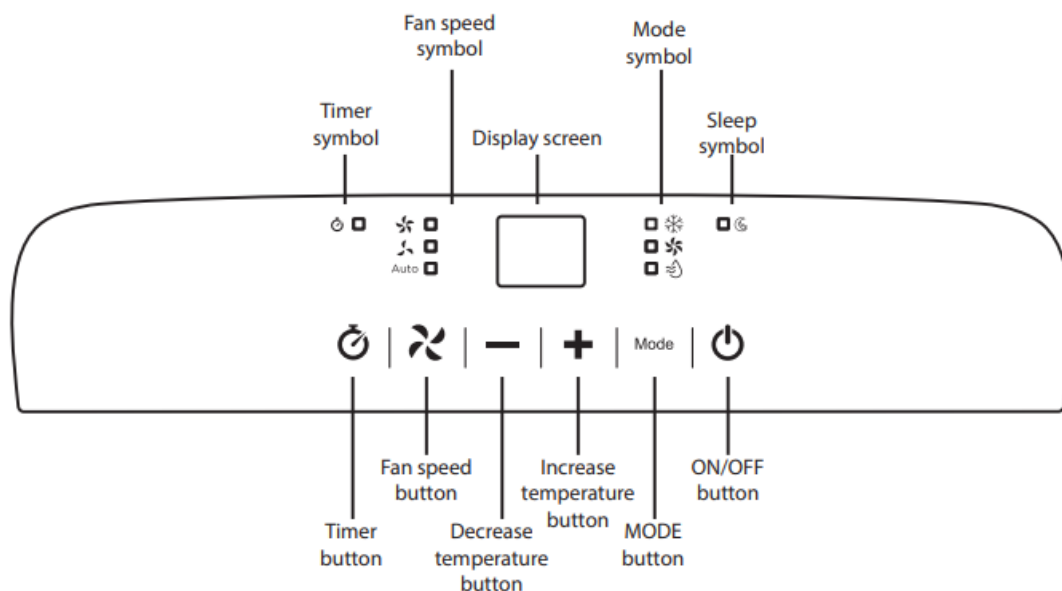 Fan speed
symbol
Mode
symbol
Timer
symbol
Display screen
Sleep
symbol
Auto
Mode
Fan speed
button
Increase
temperature
button
ON/OFF
button
Timer
button
Decrease
temperature
button
MODE
button